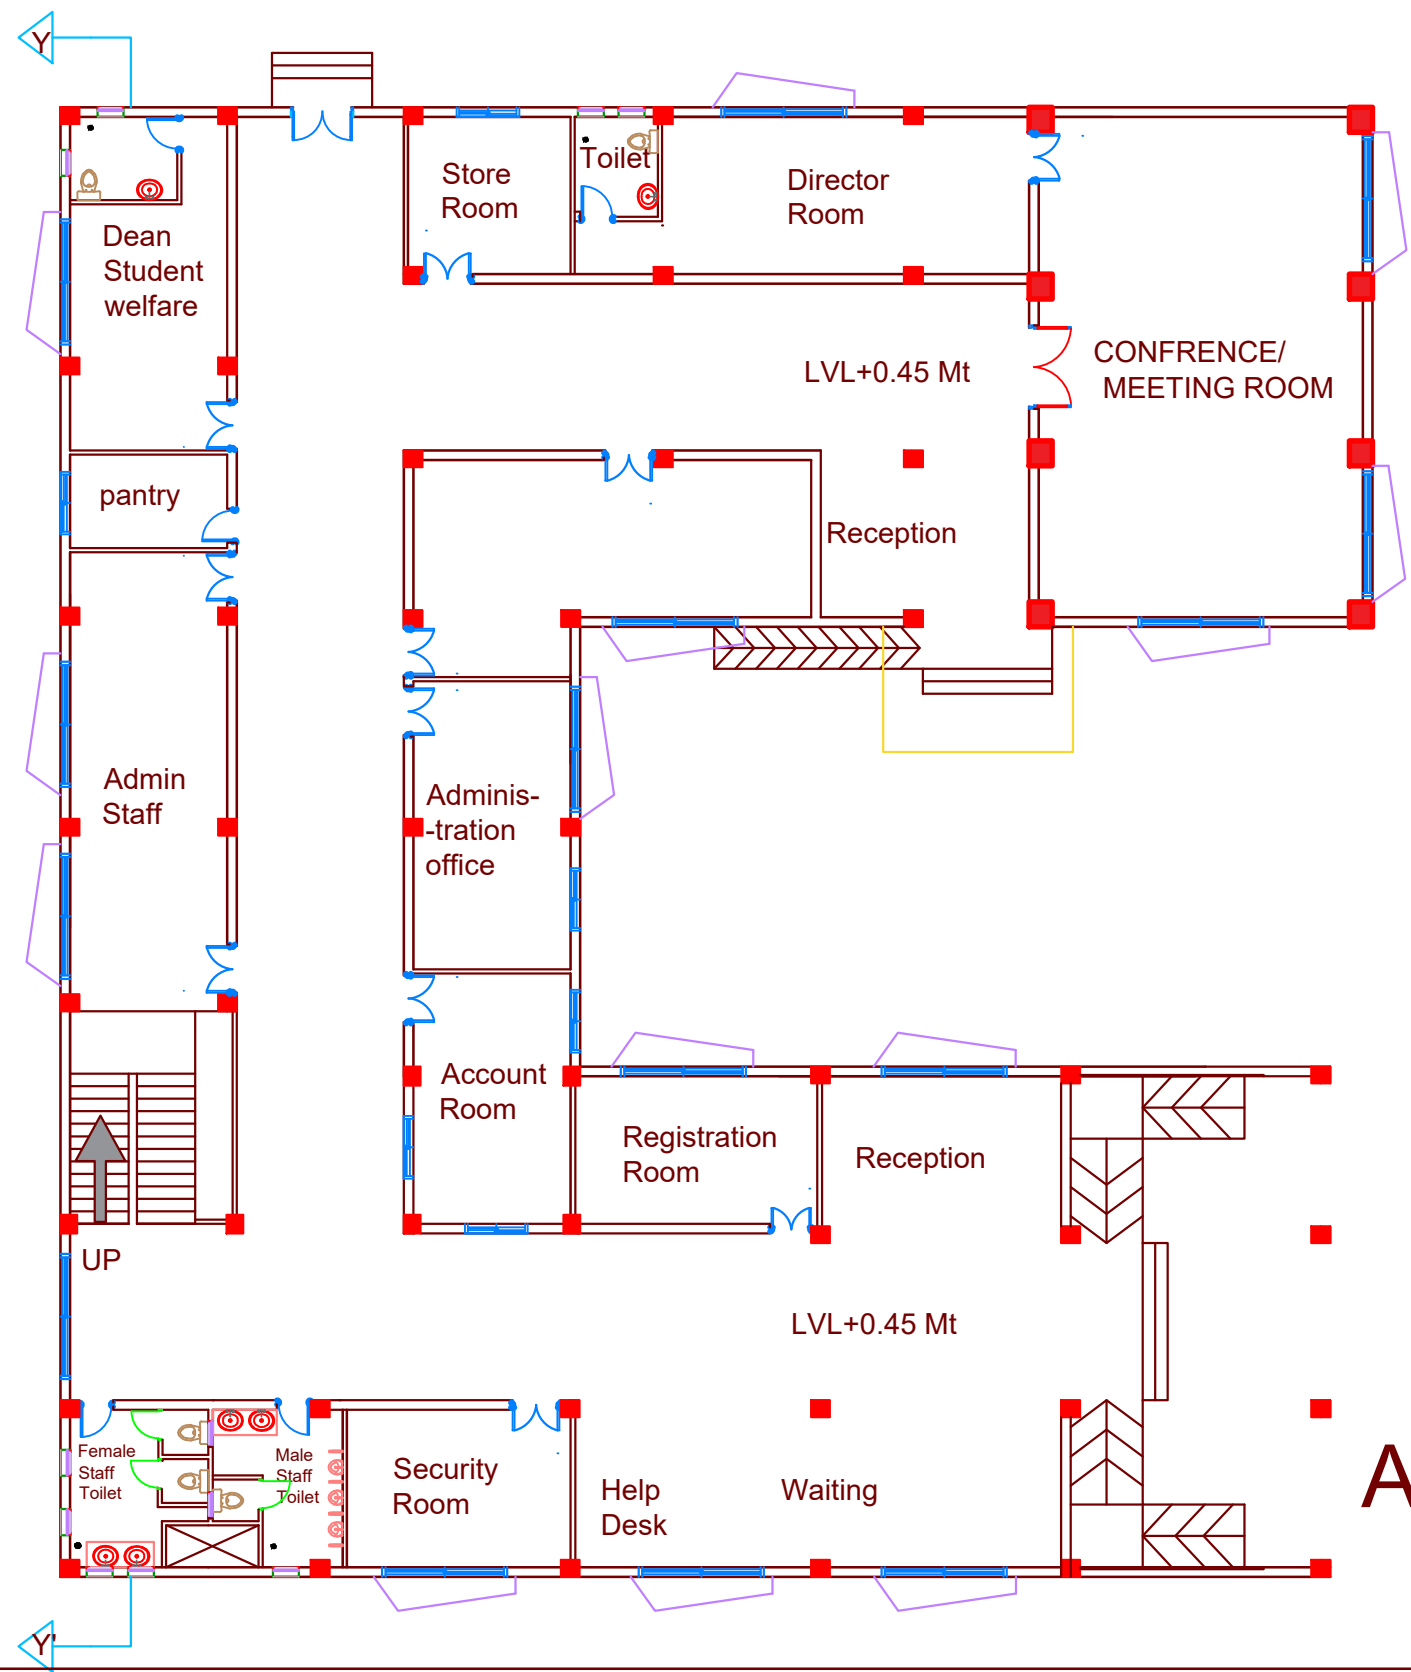 Y
Store
Room
Toilet
Director
Room
Dean
Student
welfare
LVL+0.45 Mt
CONFRENCE/
MEETING ROOM
pantry
Reception
Admin
Staff
Adminis-
-tration
office
Account
Room
Registration
Room
Reception
UP
LVL+0.45 Mt
Female
Staff
Toilet
Male
Staff
Toilet
Security
Room
Help
Desk
Waiting
A
Y'